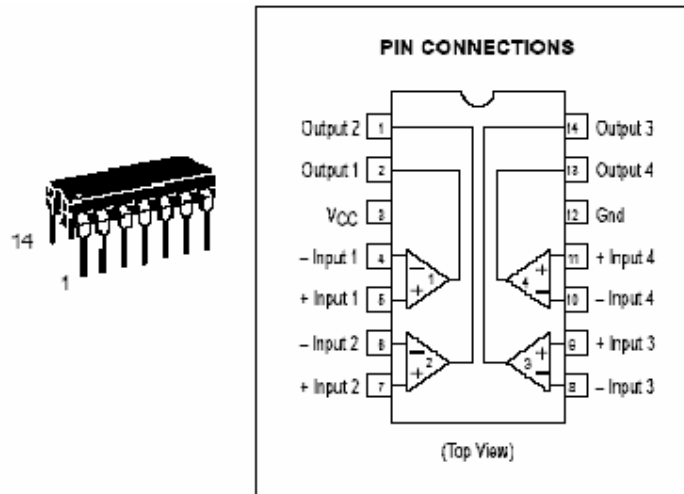 PIN CONNECTIONS
Output 2 1
14 Output 3
Output 1 2
13 Output 4
VCC 3
12 Gnd
– Input 1 4
11 + Input 4
+ Input 1 5
10 – Input 4
– Input 2 6
9 + Input 3
+ Input 2 7
8 – Input 3
– + 1
+ – 4
– + 2
+ – 3
(Top View)
14
1